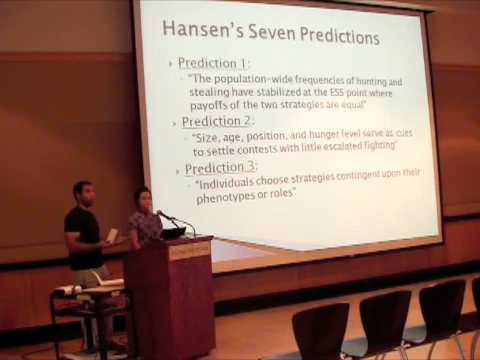 Hansen's Seven Predictions
Prediction 1:
"The population-wide frequencies of hunting and
stealing have stabilized at the ESS point where
payoffs of the two strategies are equal"
Prediction 2:
"Size, age, position, and hunger level serve as cues
to settle contests with little escalated fighting"
Prediction 3:
"Individuals choose strategies contingent upon their
phenotypes or roles"